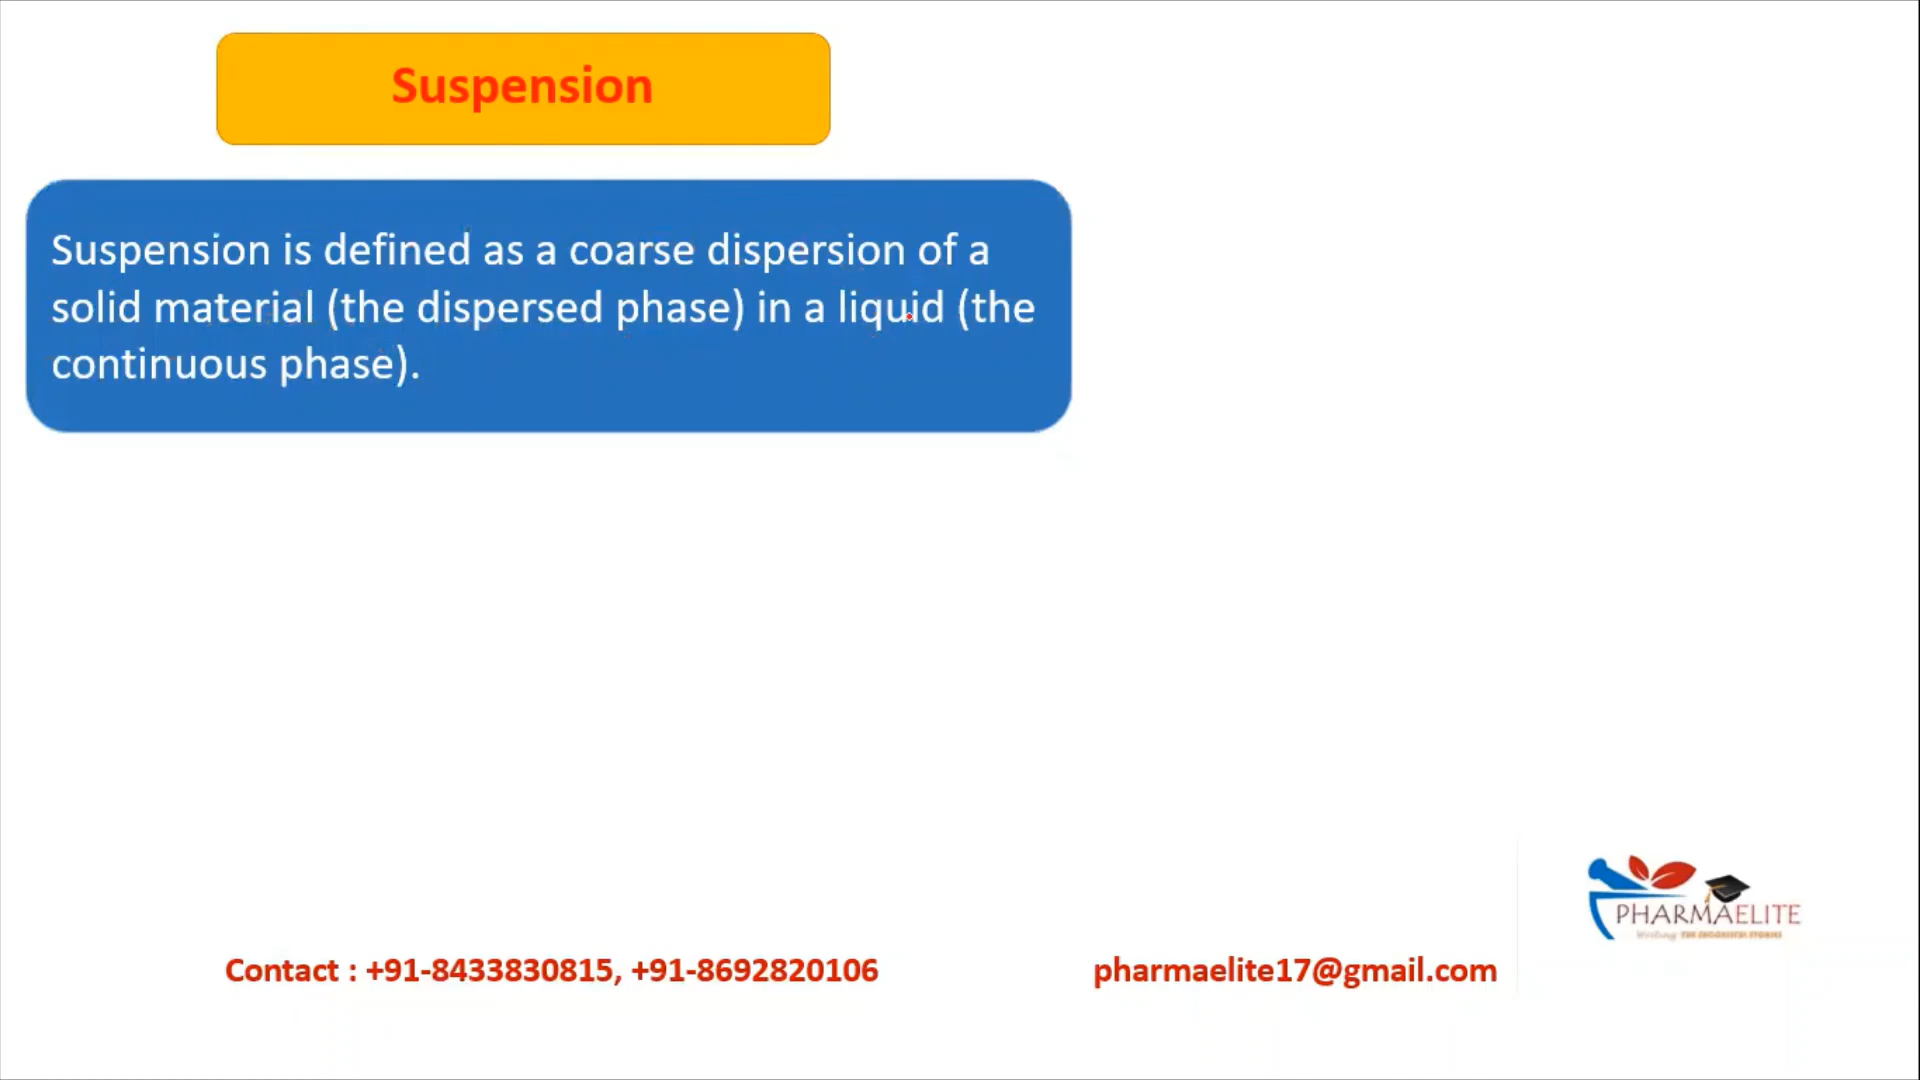 Suspension
Suspension is defined as a coarse dispersion of a
solid material (the dispersed phase) in a liquid (the
continuous phase).
PHARMAELITE
Contact : +91-8433830815, +91-8692820106
pharmaelite17@gmail.com